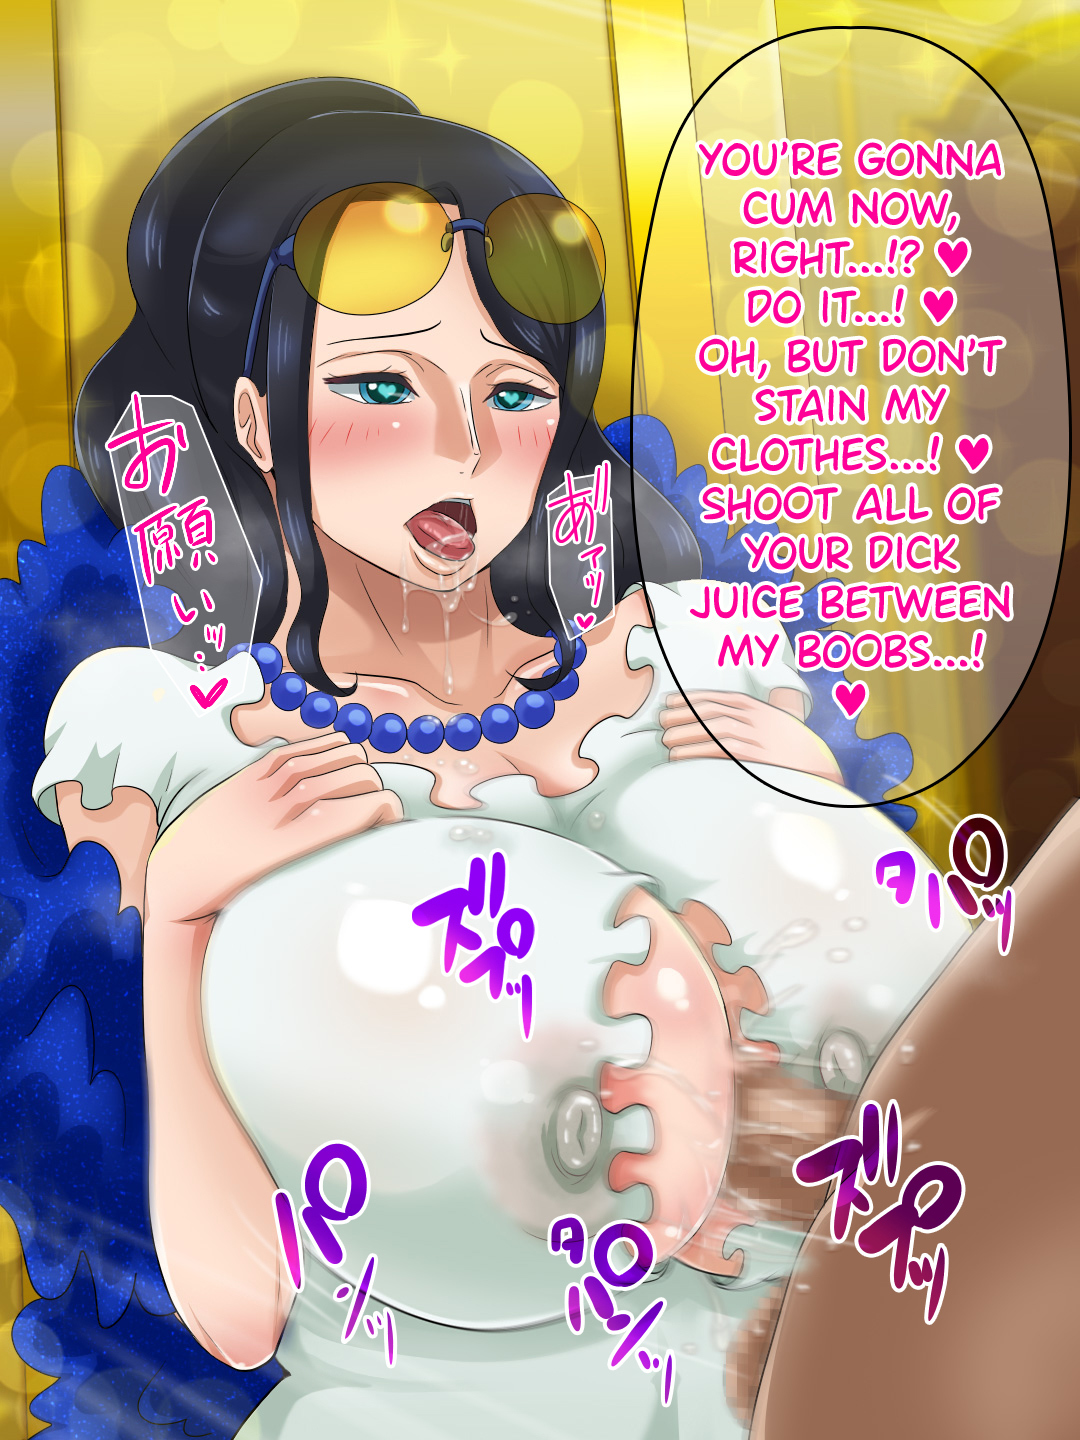 YOU'RE GONNA
CUM NOW,
RIGHT...!? ♥
DO IT...! ♥
OH, BUT DON'T
STAIN MY
CLOTHES...! ♥
SHOOT ALL OF
YOUR DICK
JUICE BETWEEN
MY BOOBS...!
♥
お願いッ…♥
あ゛ァッ♥
ズプッ
タパッ
ズプッ
パンッ
タパンッ